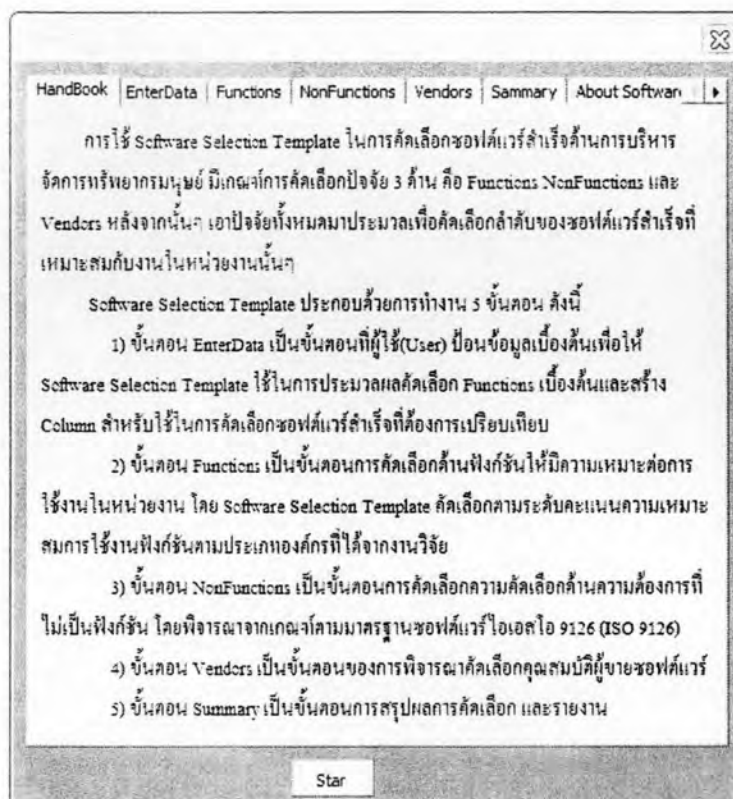 HandBook EnterData Functions NonFunctions Vendors Sammary About Softwar
การใช้ Software Selection Template ในการคัดเลือกซอฟต์แวร์สำเร็จด้านการบริหาร
จัดการทรัพยากรมนุษย์ มีเกณฑ์การคัดเลือกปัจจัย 3 ด้าน คือ Functions NonFunctions และ
Vendors หลังจากนั้นๆ เอาปัจจัยทั้งหมดมาประมวลเพื่อคัดเลือกลำดับของซอฟต์แวร์สำเร็จที่
เหมาะสมกับงานในหน่วยงานนั้นๆ
Software Selection Template ประกอบด้วยการทำงาน 5 ขั้นตอน ดังนี้
1) ขั้นตอน EnterData เป็นขั้นตอนที่ผู้ใช้(User) ป้อนข้อมูลเบื้องต้นเพื่อให้
Software Selection Template ใช้ในการประมวลผลคัดเลือก Functions เบื้องต้นและสร้าง
Column สำหรับใช้ในการคัดเลือกซอฟต์แวร์สำเร็จที่ต้องการเปรียบเทียบ
2) ขั้นตอน Functions เป็นขั้นตอนการคัดเลือกด้านฟังก์ชันให้มีความเหมาะต่อการ
ใช้งานในหน่วยงาน โดย Software Selection Template คัดเลือกตามระดับคะแนนความเหมาะ
สมการใช้งานฟังก์ชันตามประเภทองค์กรที่ได้จากงานวิจัย
3) ขั้นตอน NonFunctions เป็นขั้นตอนการคัดเลือกความคัดเลือกด้านความต้องการที่
ไม่เป็นฟังก์ชัน โดยพิจารณาจากเกณฑ์ตามมาตรฐานซอฟต์แวร์ไอเอสโอ 9126 (ISO 9126)
4) ขั้นตอน Vendors เป็นขั้นตอนของการพิจารณาคัดเลือกคุณสมบัติผู้ขายซอฟต์แวร์
5) ขั้นตอน Summary เป็นขั้นตอนการสรุปผลการคัดเลือก และรายงาน
Star